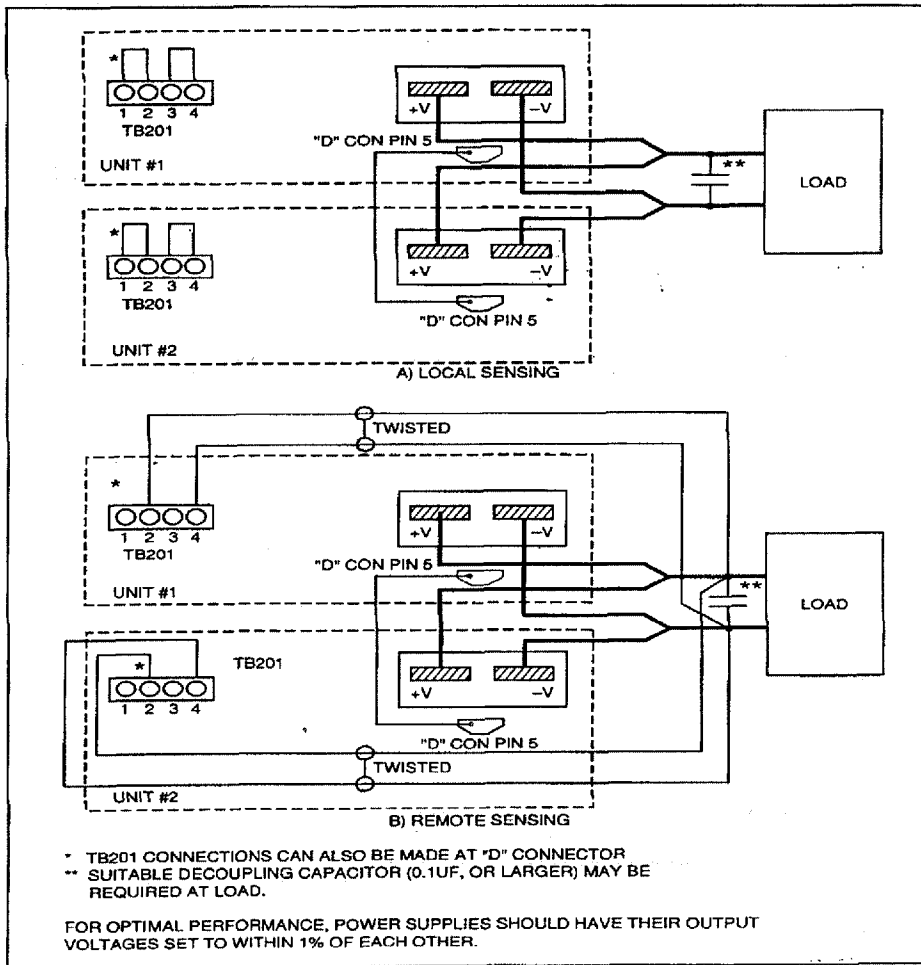 *
1 2 3 4
TB201
UNIT #1
+V
−V
"D" CON PIN 5
**
LOAD
*
1 2 3 4
TB201
UNIT #2
+V
−V
"D" CON PIN 5
A) LOCAL SENSING
TWISTED
*
1 2 3 4
TB201
UNIT #1
+V
−V
"D" CON PIN 5
**
LOAD
*
TB201
1 2 3 4
UNIT #2
+V
−V
"D" CON PIN 5
TWISTED
B) REMOTE SENSING
* TB201 CONNECTIONS CAN ALSO BE MADE AT "D" CONNECTOR
** SUITABLE DECOUPLING CAPACITOR (0.1UF, OR LARGER) MAY BE
REQUIRED AT LOAD.
FOR OPTIMAL PERFORMANCE, POWER SUPPLIES SHOULD HAVE THEIR OUTPUT
VOLTAGES SET TO WITHIN 1% OF EACH OTHER.